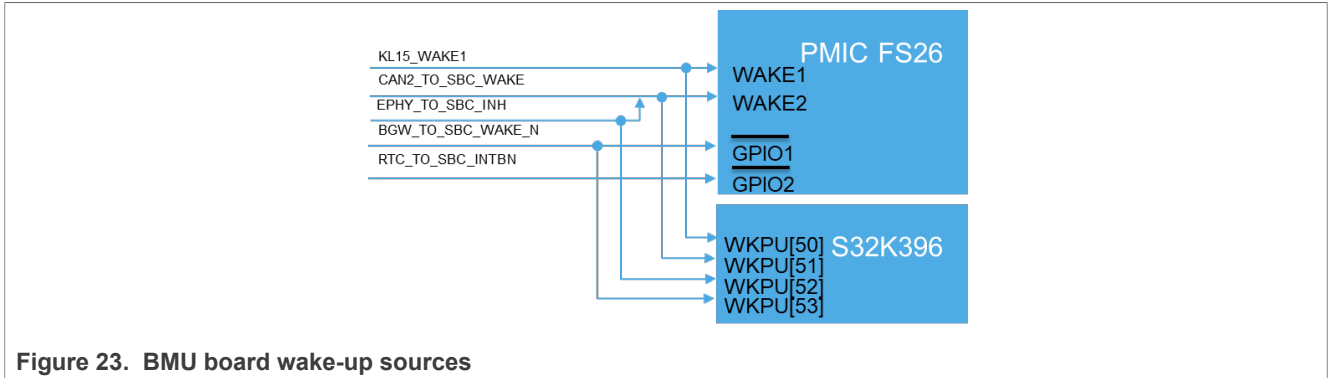 KL15_WAKE1
CAN2_TO_SBC_WAKE
EPHY_TO_SBC_INH
BGW_TO_SBC_WAKE_N
RTC_TO_SBC_INTBN
PMIC FS26
WAKE1
WAKE2
GPIO1
GPIO2
S32K396
WKPU[50]
WKPU[51]
WKPU[52]
WKPU[53]
Figure 23. BMU board wake-up sources